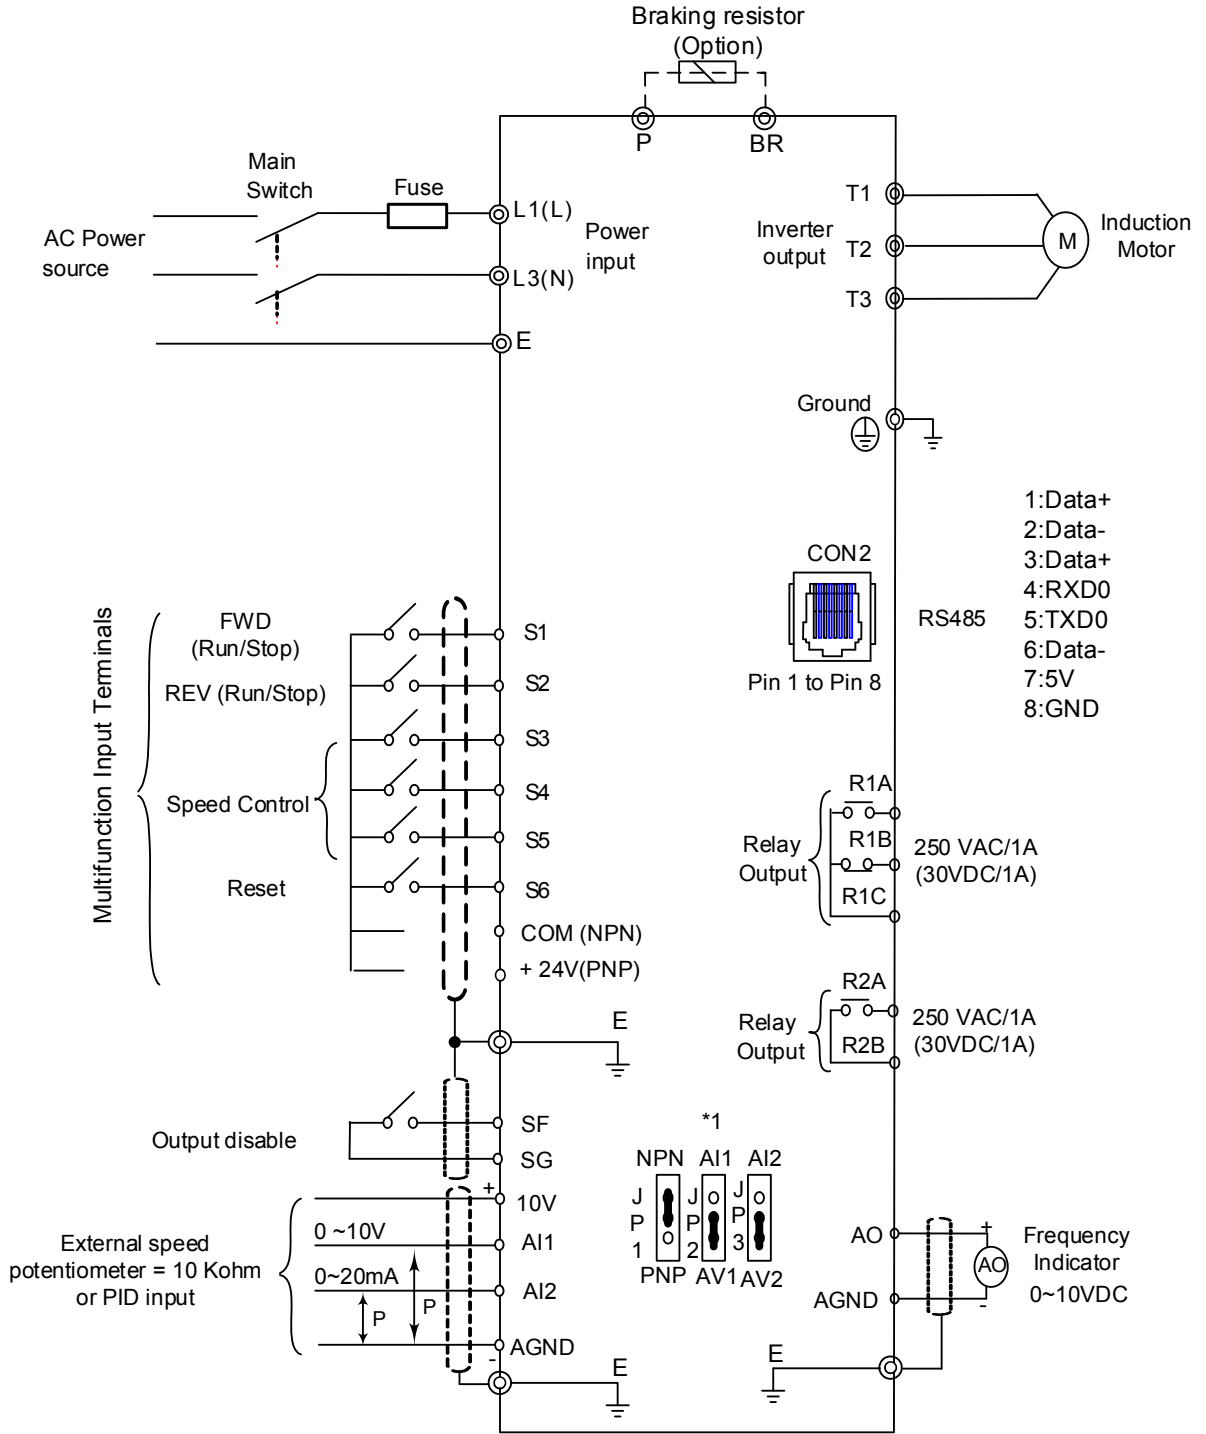 Braking resistor
(Option)
P
BR
Main
Switch
Fuse
AC Power
source
L1(L)
L3(N)
E
Power
input
T1
T2
T3
Inverter
output
M
Induction
Motor
Ground
CON2
Pin 1 to Pin 8
RS485
1:Data+
2:Data-
3:Data+
4:RXD0
5:TXD0
6:Data-
7:5V
8:GND
Multifunction Input Terminals
FWD
(Run/Stop)
REV (Run/Stop)
Speed Control
Reset
S1
S2
S3
S4
S5
S6
COM (NPN)
+ 24V(PNP)
E
Relay
Output
R1A
R1B
R1C
250 VAC/1A
(30VDC/1A)
Relay
Output
R2A
R2B
250 VAC/1A
(30VDC/1A)
Output disable
SF
SG
*1
NPN AI1 AI2
J
P
1
J
P
2
J
P
3
PNP AV1 AV2
External speed
potentiometer = 10 Kohm
or PID input
0 ~10V
0~20mA
P
P
+
10V
AI1
AI2
AGND
-
E
AO
AGND
+
AO
-
Frequency
Indicator
0~10VDC
E